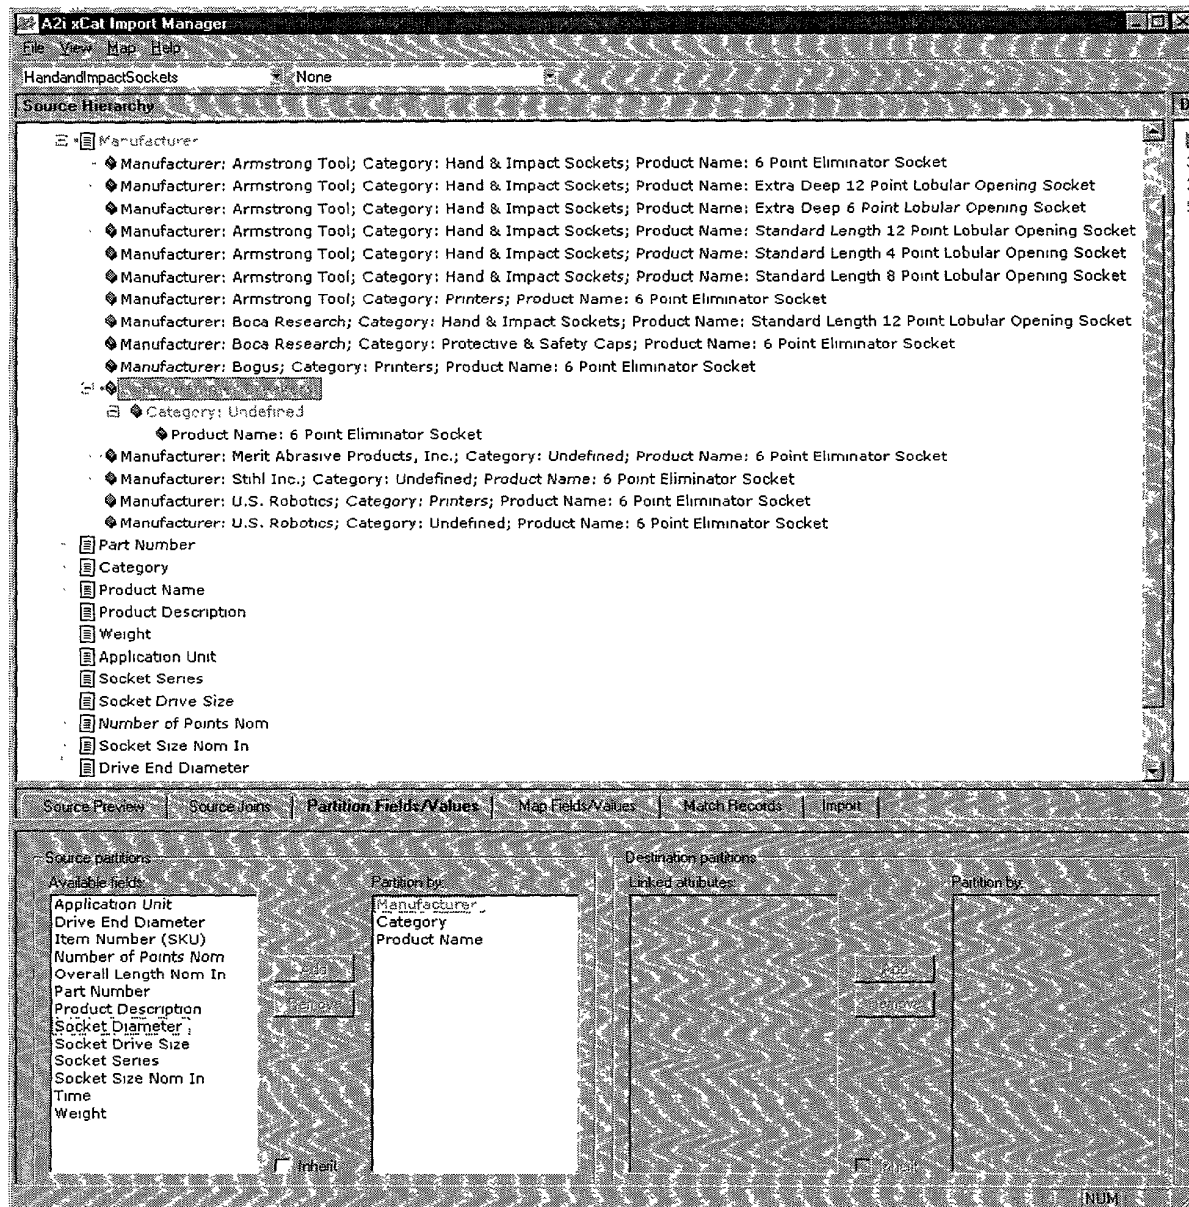 A2i xCat Import Manager
File View Map Help
HandandImpactSockets None
Source Hierarchy D
Manufacturer
Manufacturer: Armstrong Tool; Category: Hand & Impact Sockets; Product Name: 6 Point Eliminator Socket
Manufacturer: Armstrong Tool; Category: Hand & Impact Sockets; Product Name: Extra Deep 12 Point Lobular Opening Socket
Manufacturer: Armstrong Tool; Category: Hand & Impact Sockets; Product Name: Extra Deep 6 Point Lobular Opening Socket
Manufacturer: Armstrong Tool; Category: Hand & Impact Sockets; Product Name: Standard Length 12 Point Lobular Opening Socket
Manufacturer: Armstrong Tool; Category: Hand & Impact Sockets; Product Name: Standard Length 4 Point Lobular Opening Socket
Manufacturer: Armstrong Tool; Category: Hand & Impact Sockets; Product Name: Standard Length 8 Point Lobular Opening Socket
Manufacturer: Armstrong Tool; Category: Printers; Product Name: 6 Point Eliminator Socket
Manufacturer: Boca Research; Category: Hand & Impact Sockets; Product Name: Standard Length 12 Point Lobular Opening Socket
Manufacturer: Boca Research; Category: Protective & Safety Caps; Product Name: 6 Point Eliminator Socket
Manufacturer: Bogus; Category: Printers; Product Name: 6 Point Eliminator Socket
Category: Undefined
Product Name: 6 Point Eliminator Socket
Manufacturer: Merit Abrasive Products, Inc.; Category: Undefined; Product Name: 6 Point Eliminator Socket
Manufacturer: Stihl Inc.; Category: Undefined; Product Name: 6 Point Eliminator Socket
Manufacturer: U.S. Robotics; Category: Printers; Product Name: 6 Point Eliminator Socket
Manufacturer: U.S. Robotics; Category: Undefined; Product Name: 6 Point Eliminator Socket
Part Number
Category
Product Name
Product Description
Weight
Application Unit
Socket Series
Socket Drive Size
Number of Points Nom
Socket Size Nom In
Drive End Diameter
Source Preview Source Joins Partition Fields/Values Map Fields/Values Match Records Import
Source partitions Destination partitions
Available fields: Partition by: Linked attributes: Partition by:
Application Unit Manufacturer
Drive End Diameter Category
Item Number (SKU) Product Name
Number of Points Nom
Overall Length Nom In Add Add
Part Number
Product Description Remove Remove
Socket Diameter
Socket Drive Size
Socket Series
Socket Size Nom In
Time
Weight
Inherit Inherit
NUM